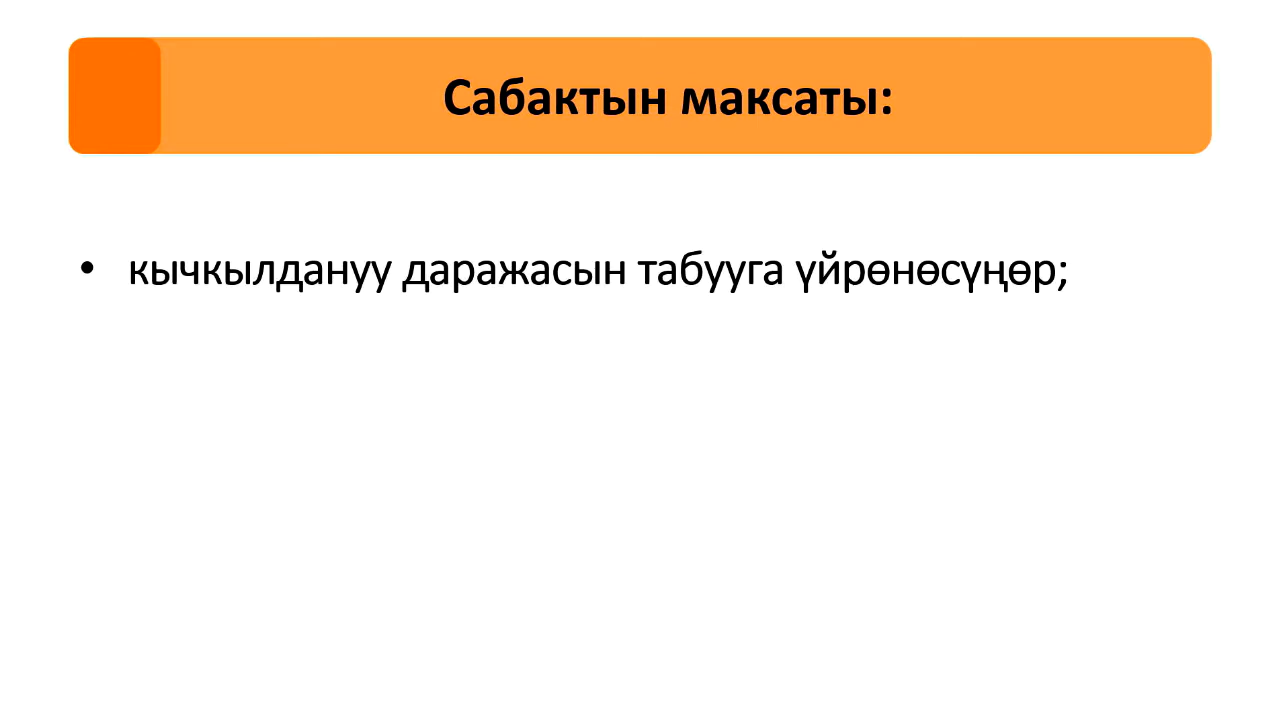 Сабактын максаты:
• кычкылдануу даражасын табууга үйрөнөсүңөр;